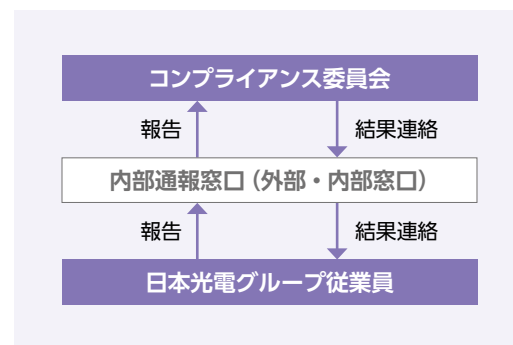 コンプライアンス委員会
報告
結果連絡
内部通報窓口（外部・内部窓口）
報告
結果連絡
日本光電グループ従業員